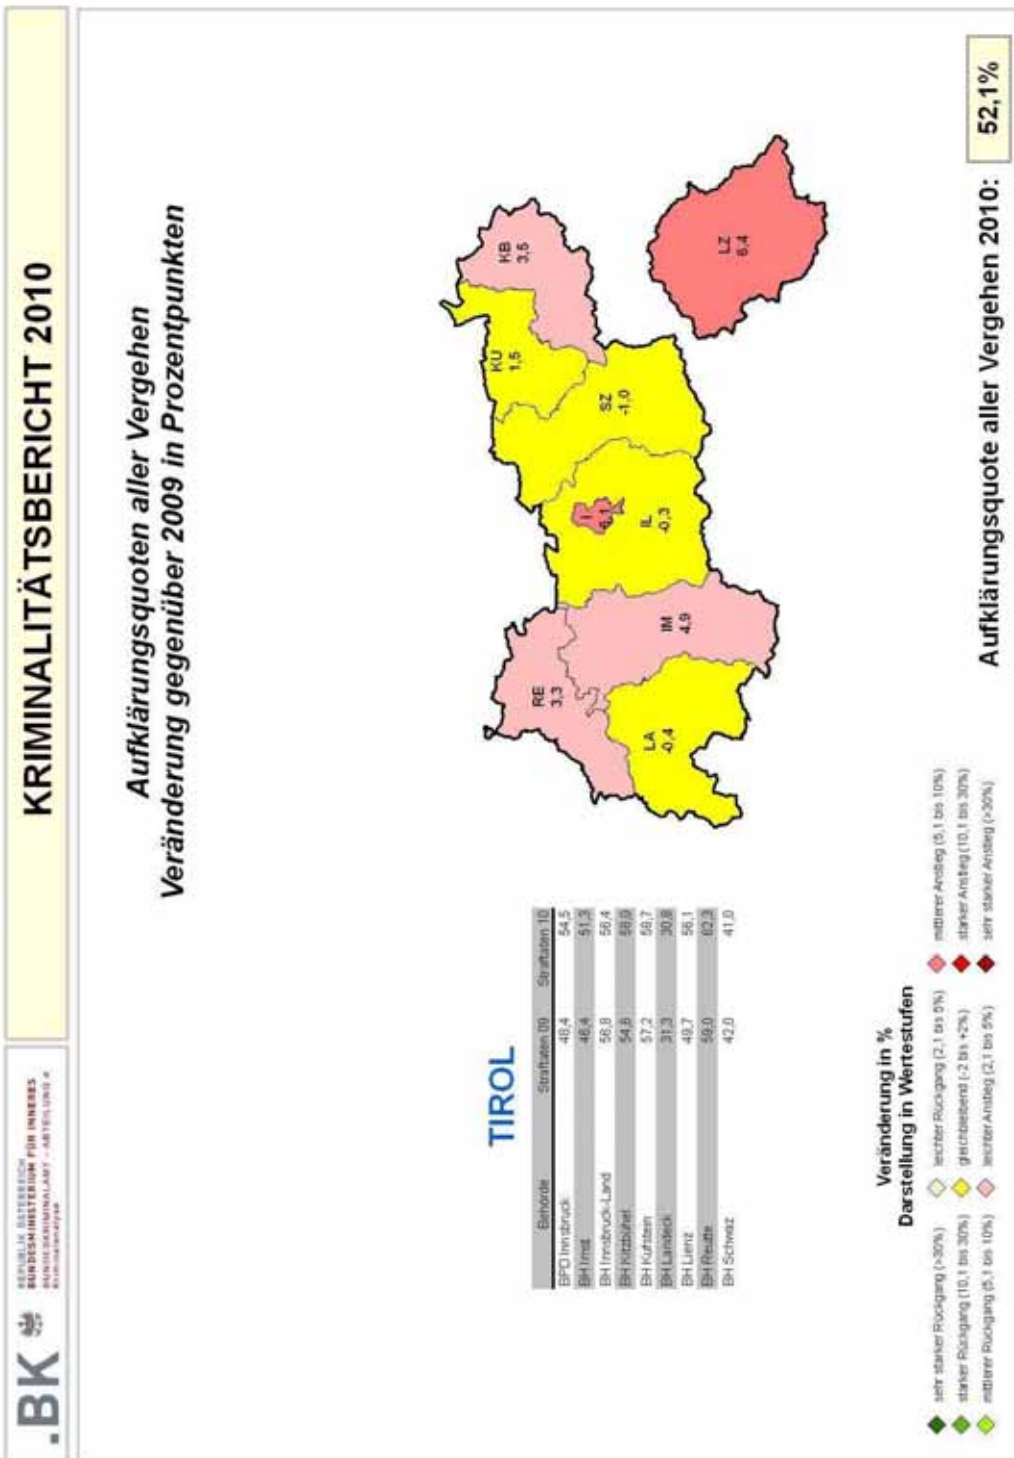 .BK
REPUBLIK ÖSTERREICH
BUNDESMINISTERIUM FÜR INNERES
BUNDESKRIMINALAMT - ABTEILUNG 4
Kriminalanalyse
KRIMINALITÄTSBERICHT 2010
Aufklärungsquoten aller Vergehen
Veränderung gegenüber 2009 in Prozentpunkten
TIROL
Behörde Straftaten 09 Straftaten 10
BPD Innsbruck 48,4 54,5
BH Imst 46,4 51,3
BH Innsbruck-Land 56,8 56,4
BH Kitzbühel 54,6 58,0
BH Kufstein 57,2 58,7
BH Landeck 31,3 30,8
BH Lienz 49,7 56,1
BH Reutte 59,0 62,3
BH Schwaz 42,0 41,0
RE
3,3
LA
-0,4
IM
4,9
I
6,1
IL
-0,3
SZ
-1,0
KU
1,5
KB
3,5
LZ
6,4
Veränderung in %
Darstellung in Wertestufen
sehr starker Rückgang (>30%) leichter Rückgang (2,1 bis 5%) mittlerer Anstieg (5,1 bis 10%)
starker Rückgang (10,1 bis 30%) gleichbleibend (-2 bis +2%) starker Anstieg (10,1 bis 30%)
mittlerer Rückgang (5,1 bis 10%) leichter Anstieg (2,1 bis 5%) sehr starker Anstieg (>30%)
Aufklärungsquote aller Vergehen 2010: 52,1%